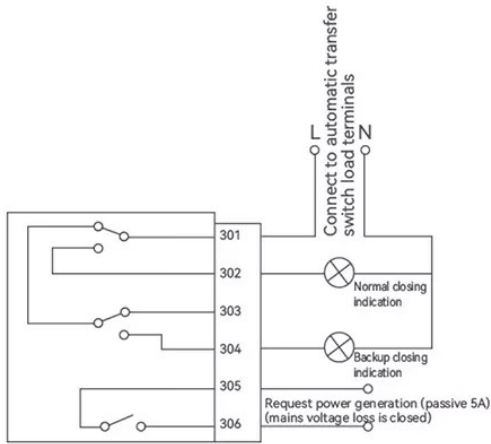 Connect to automatic transfer
switch load terminals
L N
301
302
Normal closing
indication
303
304
Backup closing
indication
305
Request power generation (passive 5A)
(mains voltage loss is closed)
306